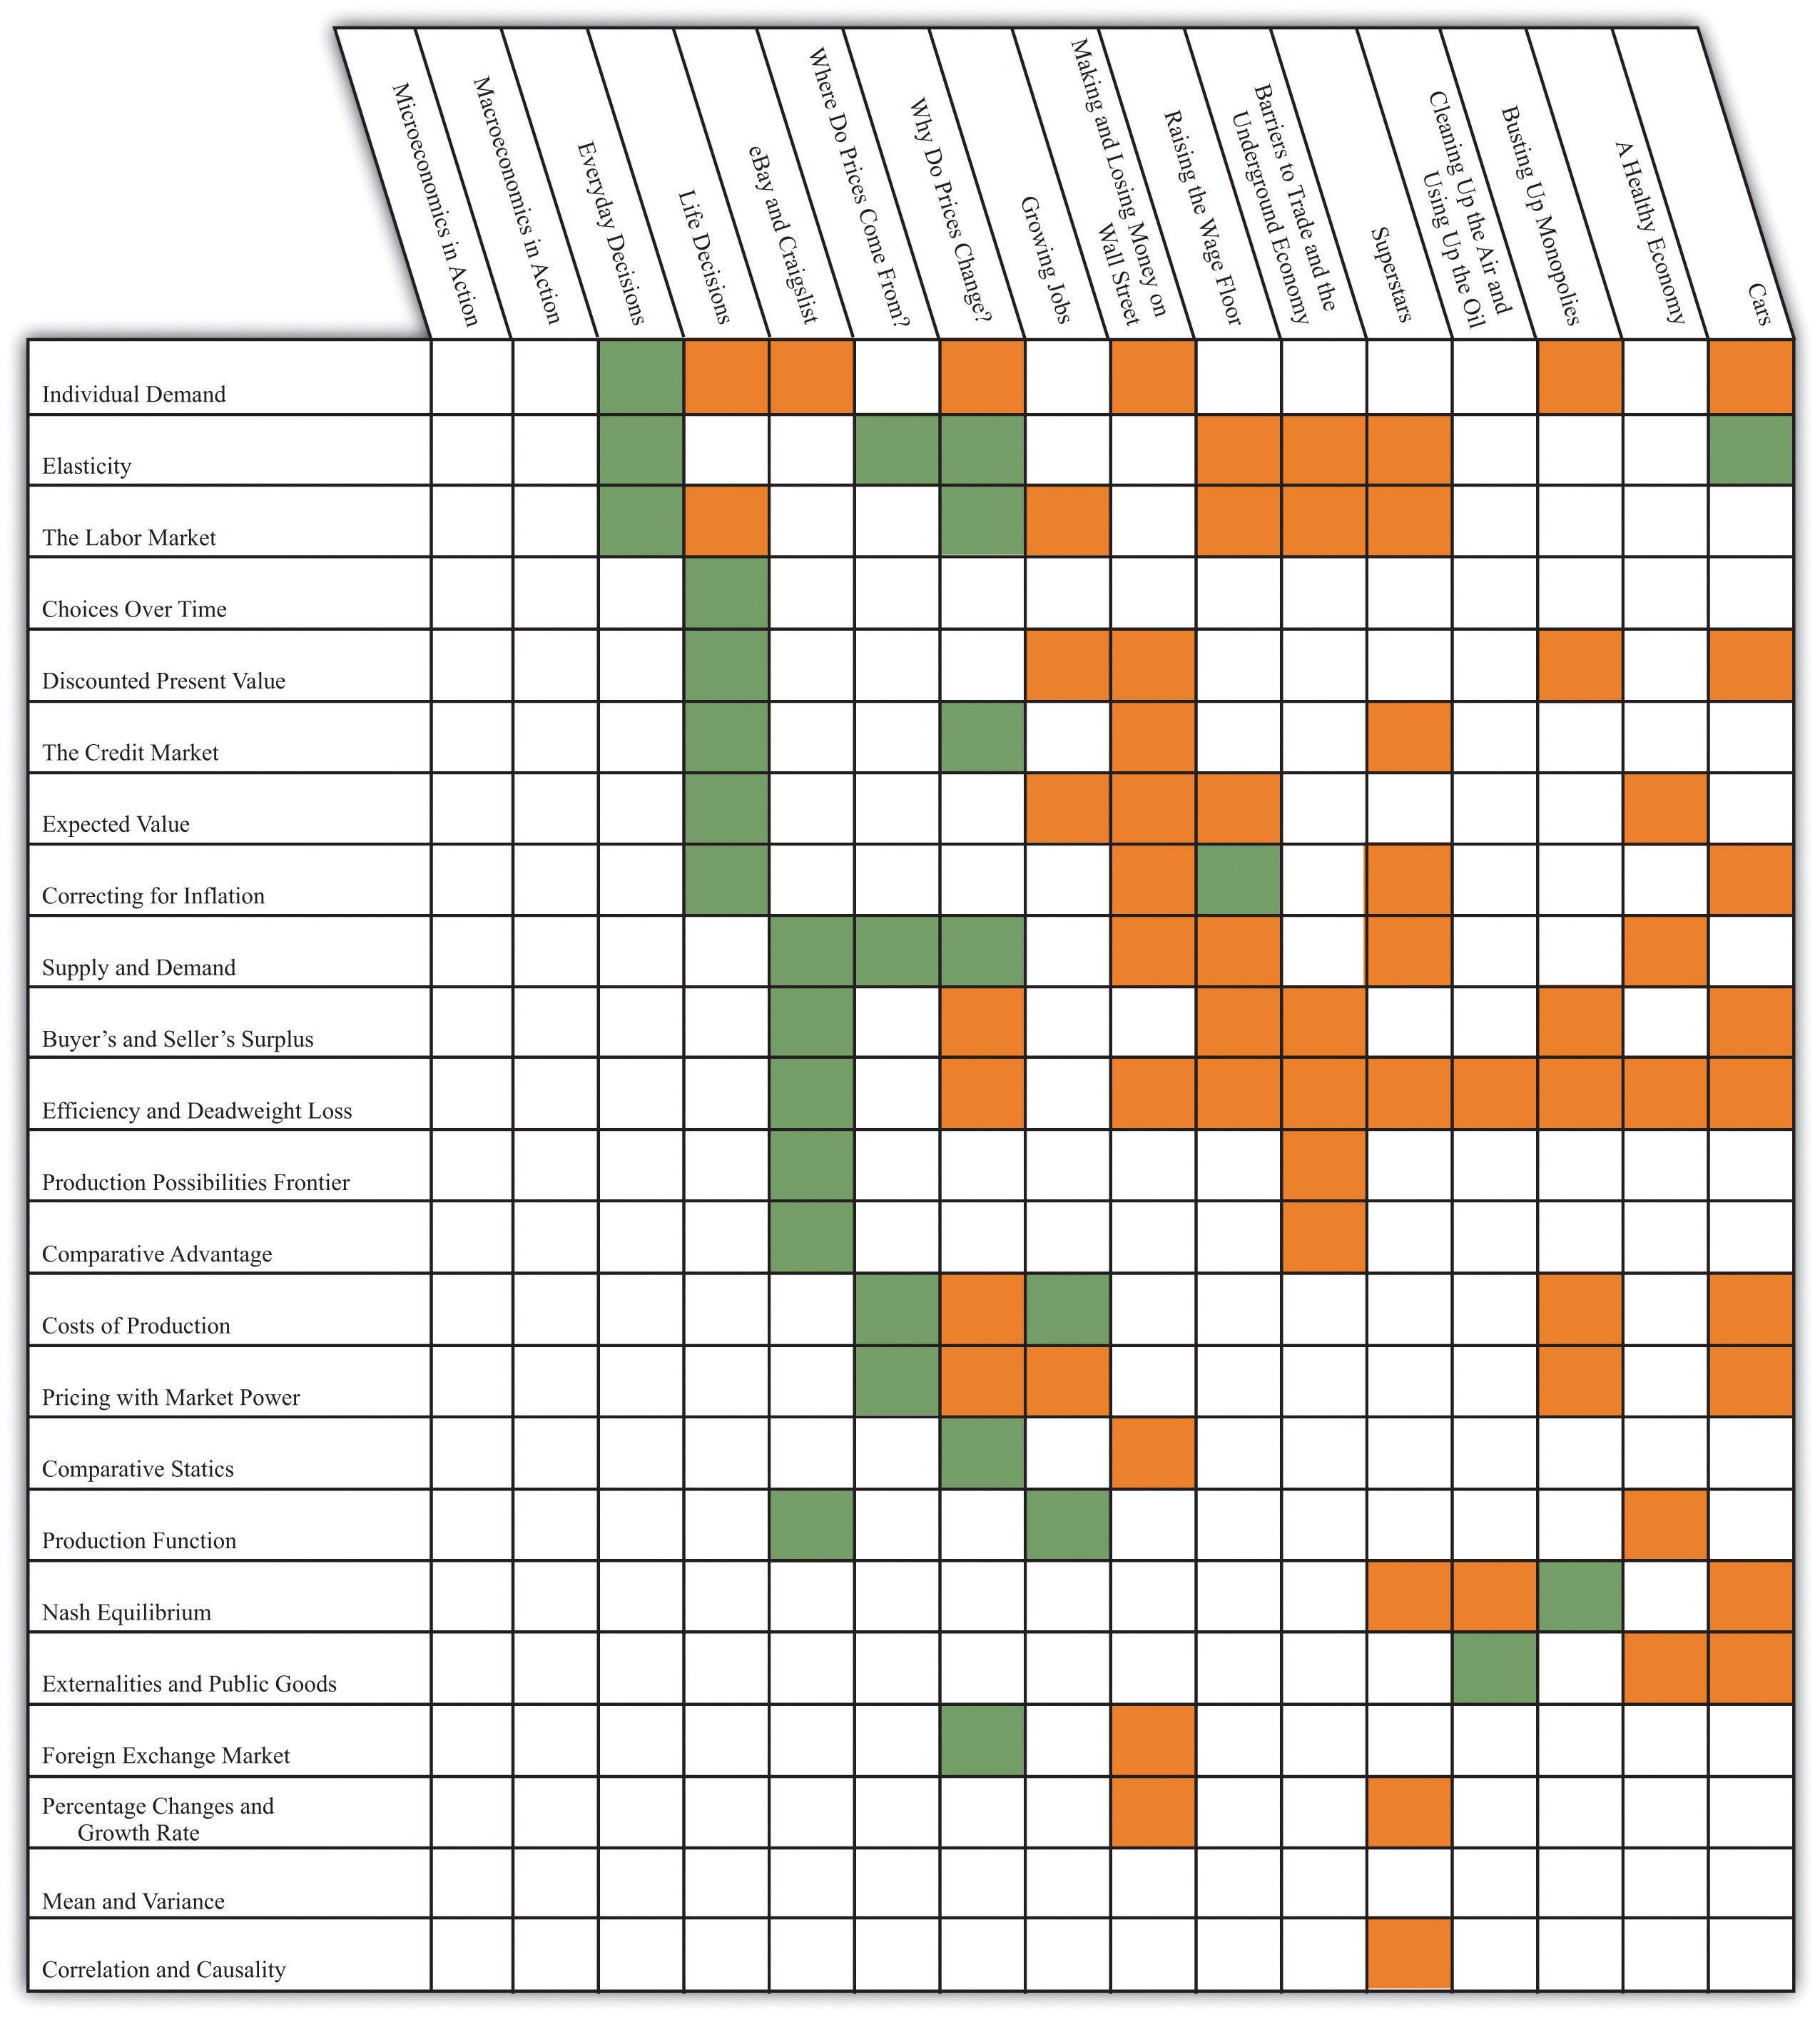 Microeconomics in Action
Macroeconomics in Action
Everyday Decisions
Life Decisions
eBay and Craigslist
Where Do Prices Come From?
Why Do Prices Change?
Growing Jobs
Making and Losing Money on
Wall Street
Raising the Wage Floor
Barriers to Trade and the
Underground Economy
Superstars
Cleaning Up the Air and
Using Up the Oil
Busting Up Monopolies
A Healthy Economy
Cars
Individual Demand
Elasticity
The Labor Market
Choices Over Time
Discounted Present Value
The Credit Market
Expected Value
Correcting for Inflation
Supply and Demand
Buyer’s and Seller’s Surplus
Efficiency and Deadweight Loss
Production Possibilities Frontier
Comparative Advantage
Costs of Production
Pricing with Market Power
Comparative Statics
Production Function
Nash Equilibrium
Externalities and Public Goods
Foreign Exchange Market
Percentage Changes and
Growth Rate
Mean and Variance
Correlation and Causality